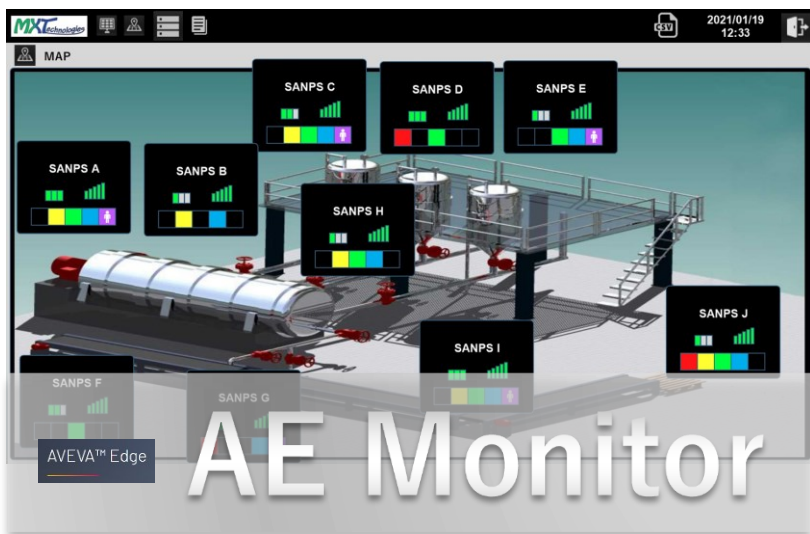 MXTechnologies
CSV
2021/01/19
12:33
MAP
SANPS C
SANPS D
SANPS E
SANPS A
SANPS B
SANPS H
SANPS J
SANPS I
SANPS F
SANPS G
AVEVA™ Edge
AE Monitor